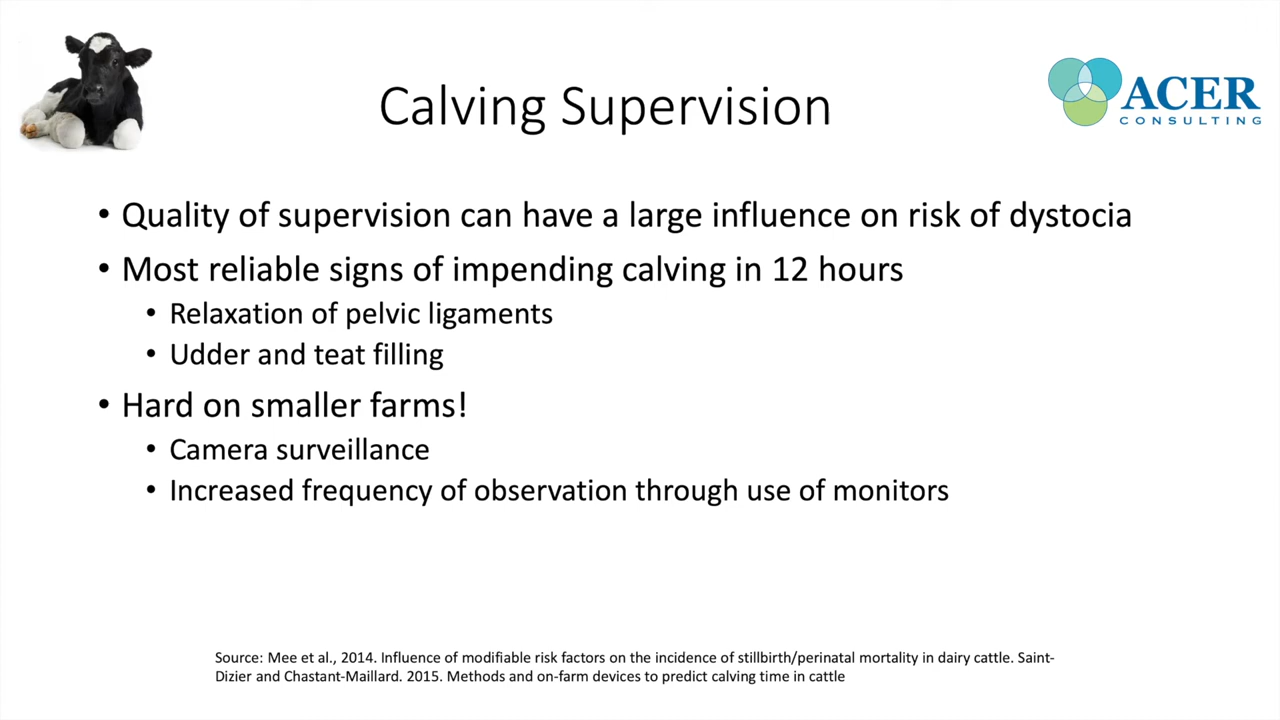 Calving Supervision
ACER
CONSULTING
• Quality of supervision can have a large influence on risk of dystocia
• Most reliable signs of impending calving in 12 hours
• Relaxation of pelvic ligaments
• Udder and teat filling
• Hard on smaller farms!
• Camera surveillance
• Increased frequency of observation through use of monitors
Source: Mee et al., 2014. Influence of modifiable risk factors on the incidence of stillbirth/perinatal mortality in dairy cattle. Saint-
Dizier and Chastant-Maillard. 2015. Methods and on-farm devices to predict calving time in cattle